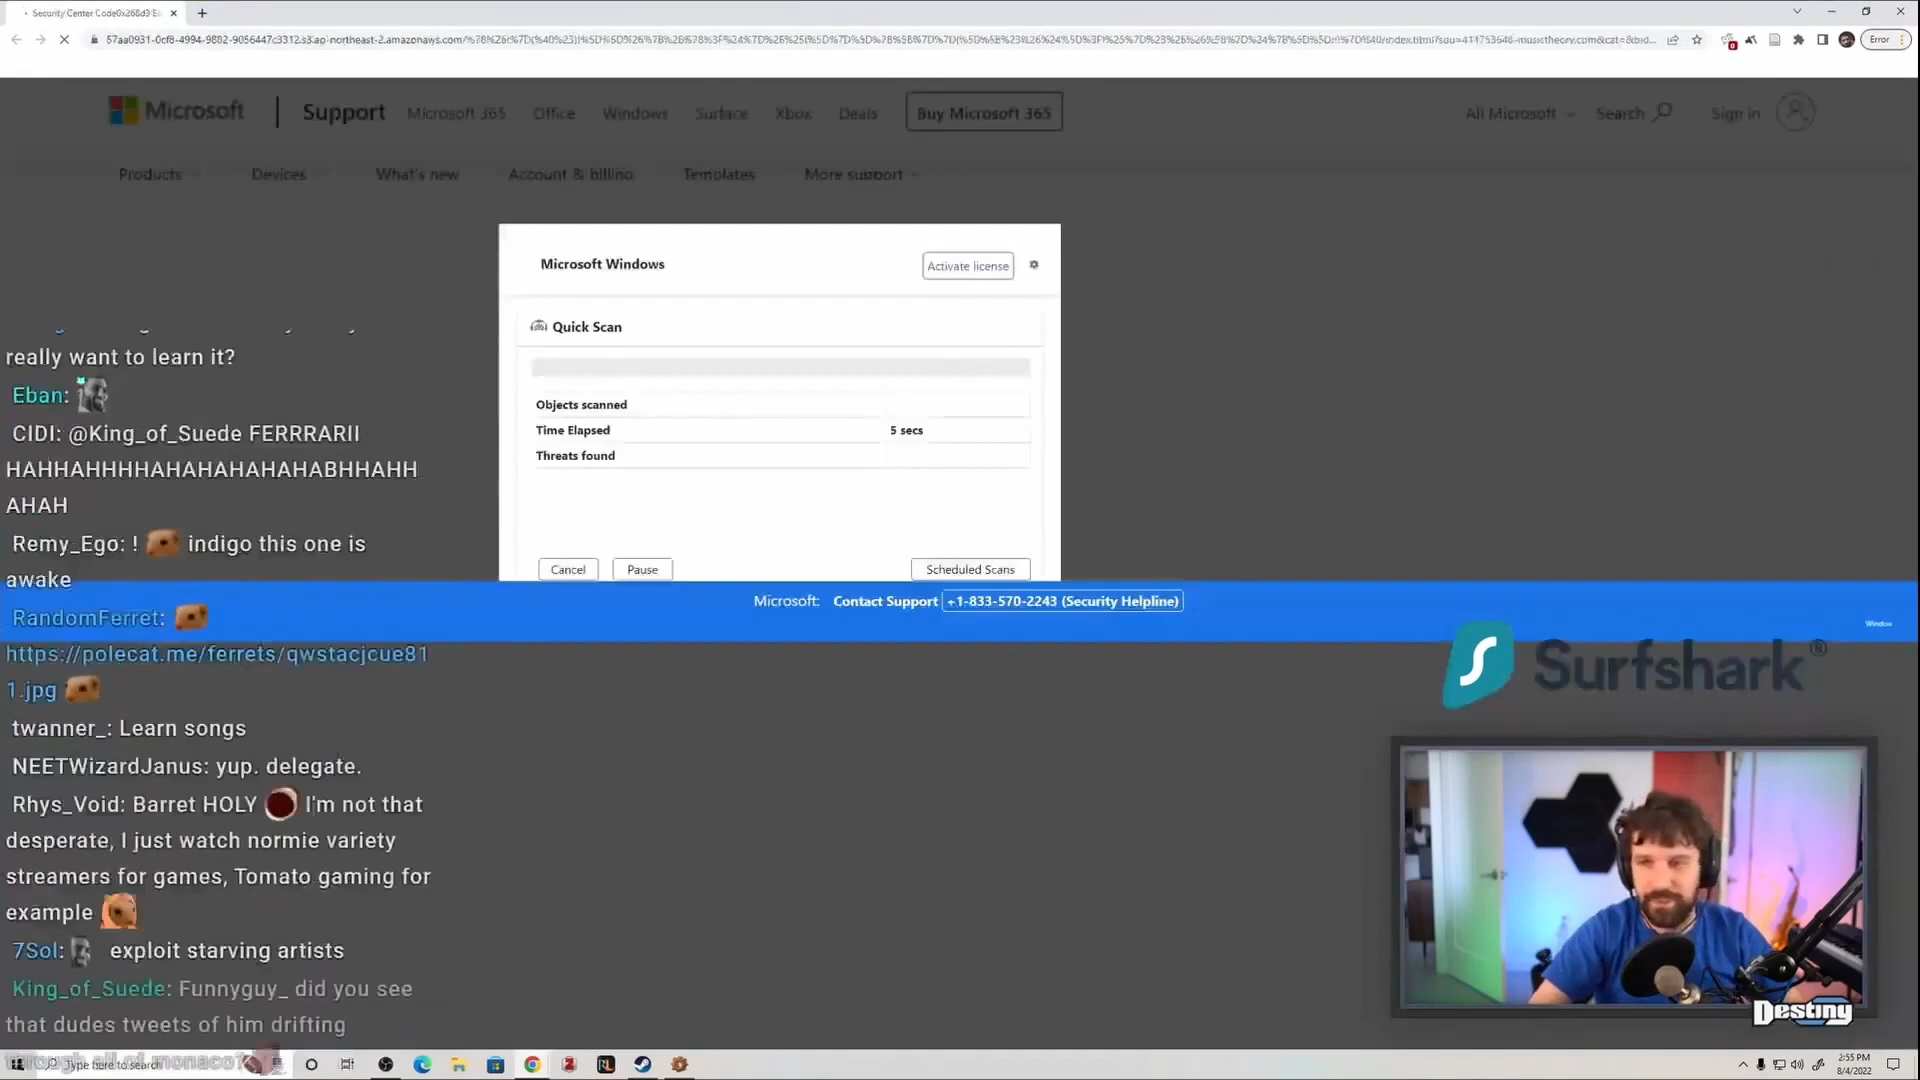 Security Center Code0x268d3
Error
Microsoft
Support
Microsoft 365
Office
Windows
Surface
Xbox
Deals
Buy Microsoft 365
All Microsoft
Search
Sign in
Products
Devices
What's new
Account & billing
Templates
More support
Microsoft Windows
Activate license
Quick Scan
Objects scanned
Time Elapsed
5 secs
Threats found
Cancel
Pause
Scheduled Scans
Microsoft: Contact Support +1-833-570-2243 (Security Helpline)
Window
Surfshark®
really want to learn it?
Eban:
CIDI: @King_of_Suede FERRRARII
HAHHAHHHHAHAHAHAHAHABHHAHH
AHAH
Remy_Ego: ! indigo this one is
awake
RandomFerret:
https://polecat.me/ferrets/qwstacjcue81
1.jpg
twanner_: Learn songs
NEETWizardJanus: yup. delegate.
Rhys_Void: Barret HOLY I'm not that
desperate, I just watch normie variety
streamers for games, Tomato gaming for
example
7Sol: exploit starving artists
King_of_Suede: Funnyguy_ did you see
that dudes tweets of him drifting
through all of monaco?
Type here to search
Destiny
2:55 PM
8/4/2022